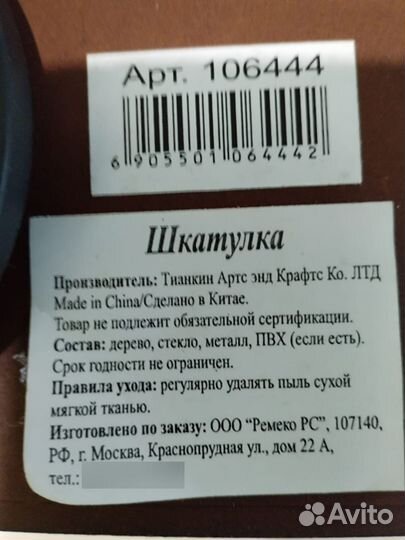 Арт. 106444
6 905501 064442
Шкатулка
Производитель: Тианкин Артс энд Крафтс Ко. ЛТД
Made in China/Сделано в Китае.
Товар не подлежит обязательной сертификации.
Состав: дерево, стекло, металл, ПВХ (если есть).
Срок годности не ограничен.
Правила ухода: регулярно удалять пыль сухой
мягкой тканью.
Изготовлено по заказу: ООО "Ремеко РС", 107140,
РФ, г. Москва, Краснопрудная ул., дом 22 А,
тел.:
Avito